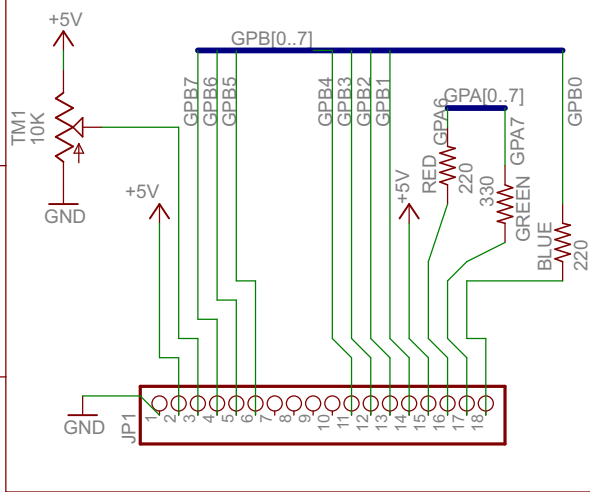 +5V
GPB[0..7]
TM1
10K
GPB7
GPB6
GPB5
GPB4
GPB3
GPB2
GPB1
GPA[0..7]
GPA6
GPA7
GPB0
RED
220
330
GREEN
BLUE
220
+5V
+5V
GND
GND
JP1
1
2
3
4
5
6
7
8
9
10
11
12
13
14
15
16
17
18